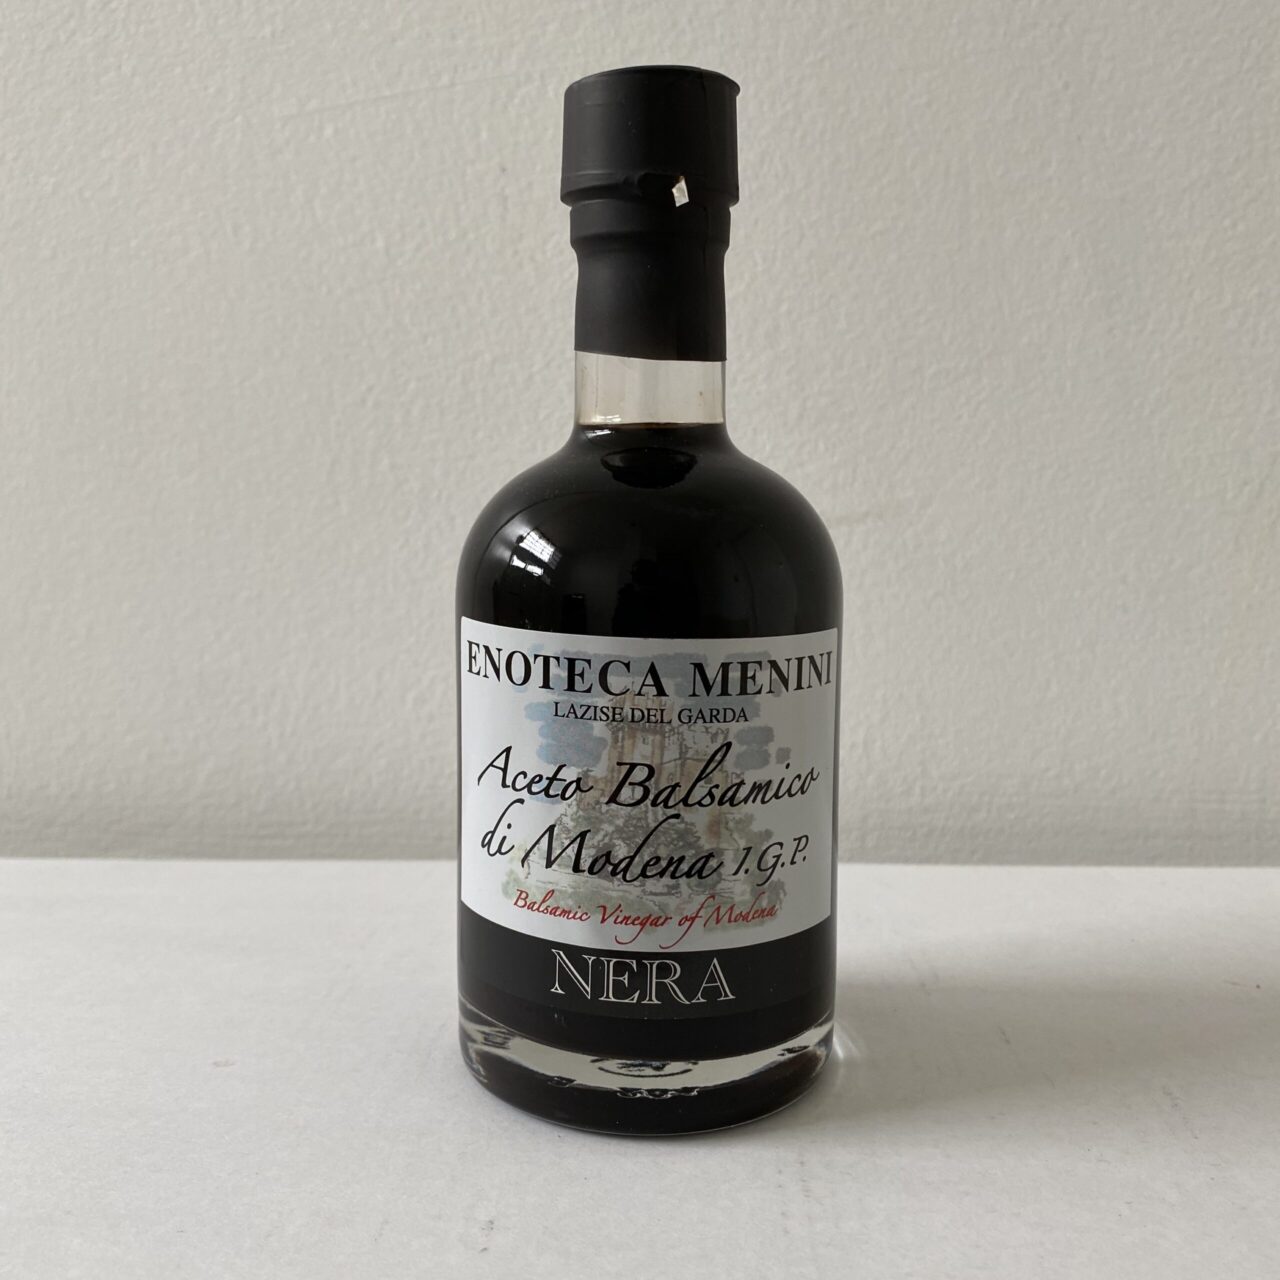 ENOTECA MENINI
LAZISE DEL GARDA
Aceto Balsamico
di Modena I.G.P.
Balsamic Vinegar of Modena
NERA